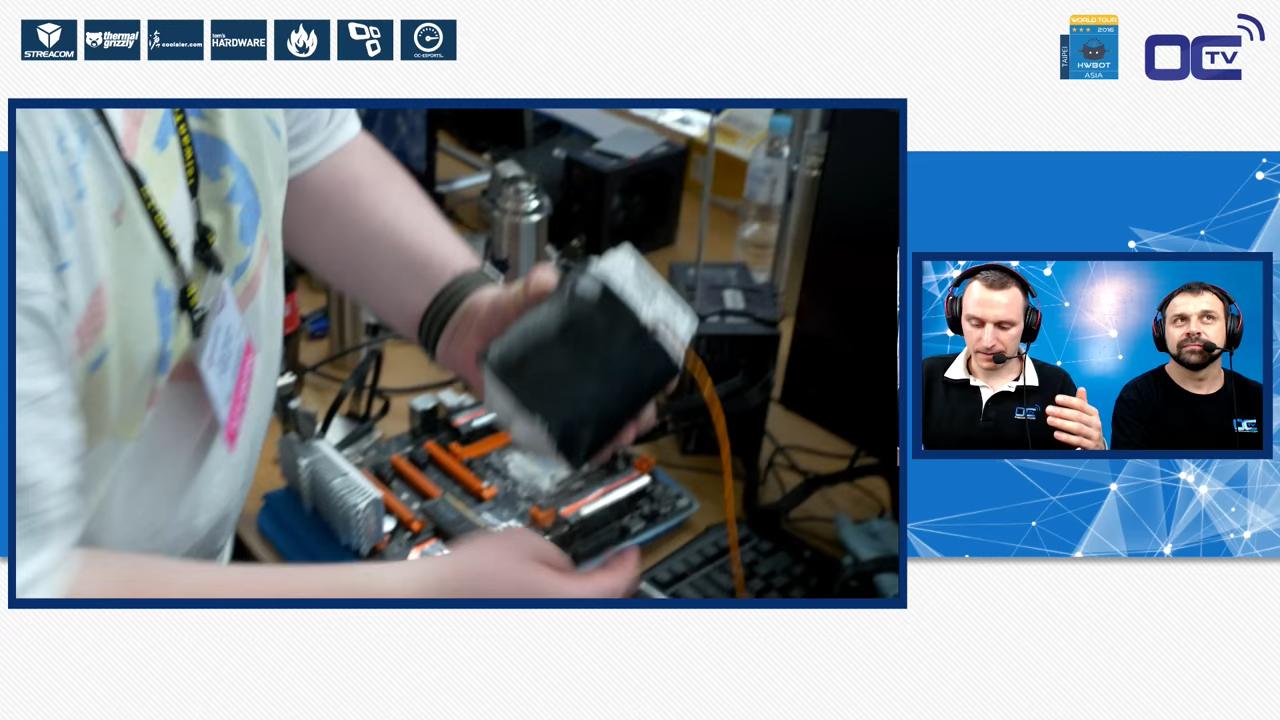 STREACOM
thermal
grizzly
coolaler.com
tom's
HARDWARE
OC-ESPORTS
WORLD TOUR
2016
TAIPEI
HWBOT
ASIA
OC
TV